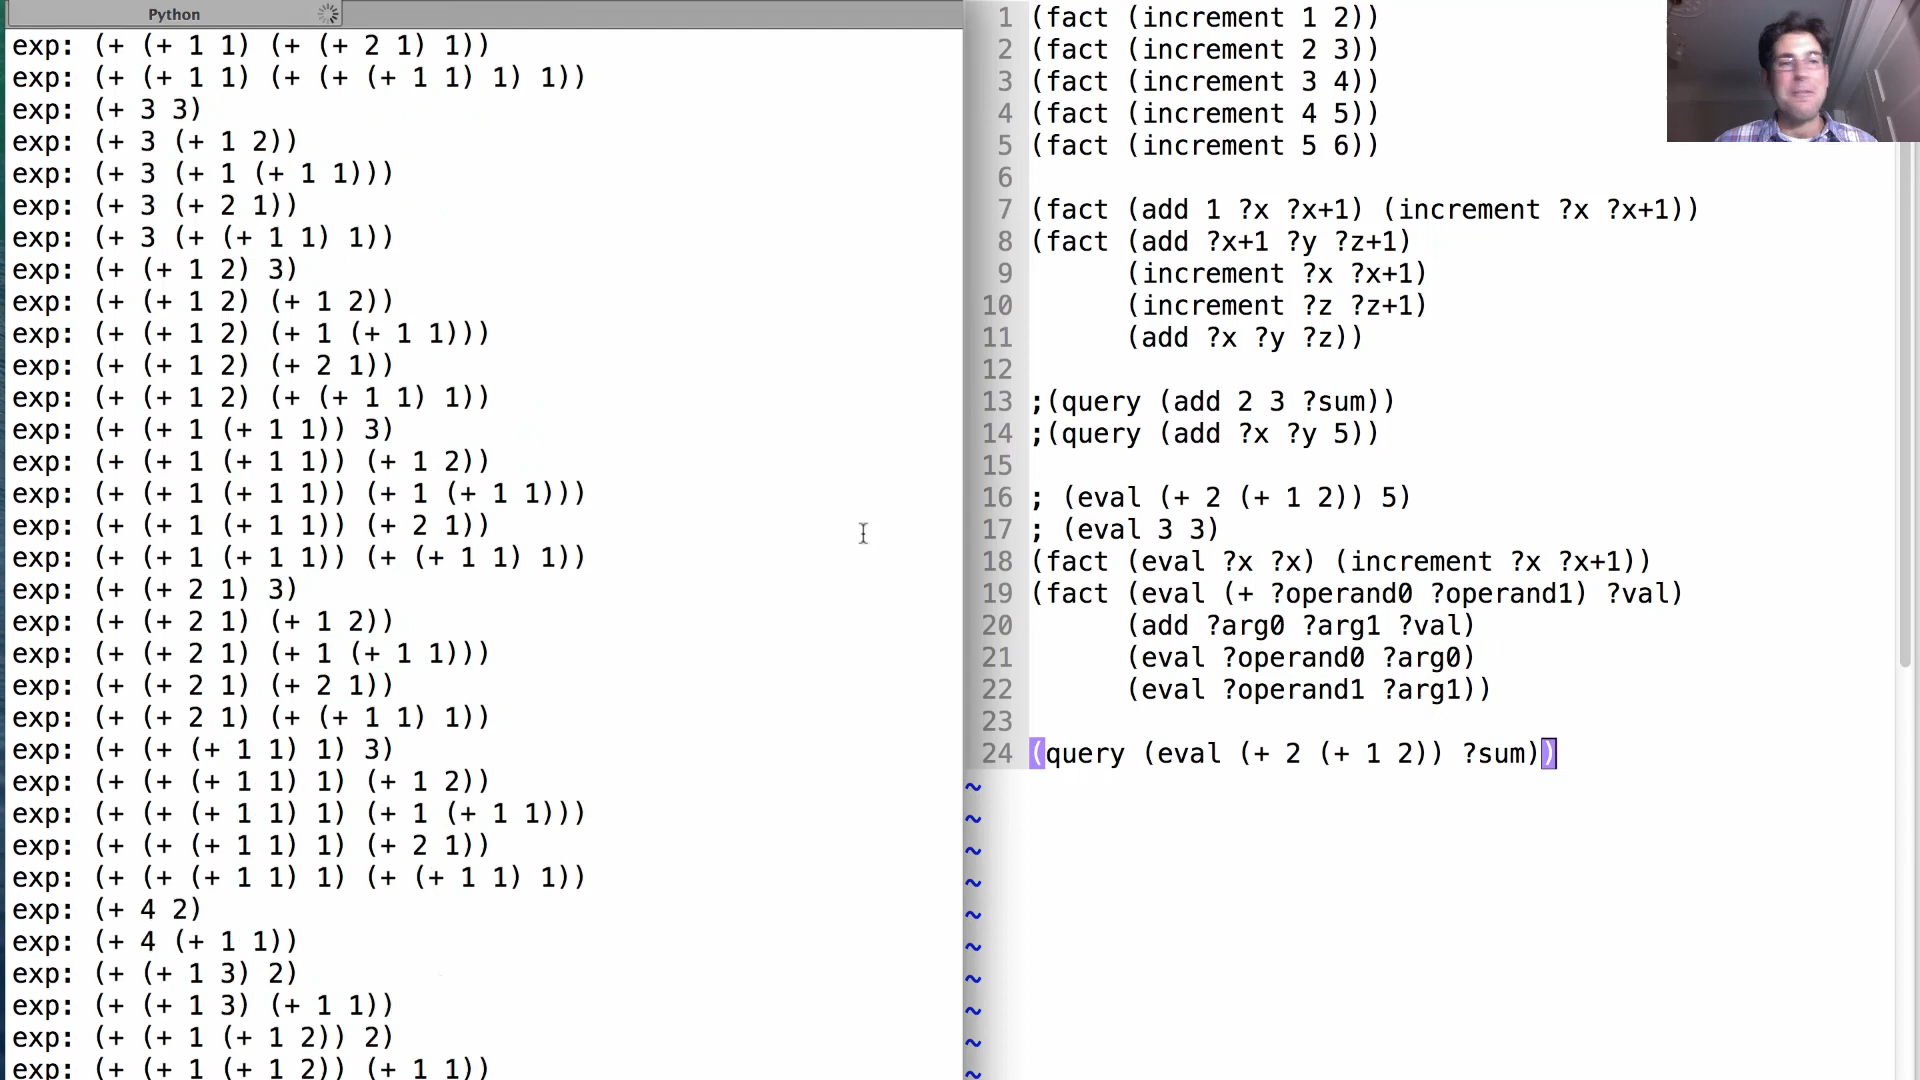 Python
exp: (+ (+ 1 1) (+ (+ 2 1) 1))
exp: (+ (+ 1 1) (+ (+ (+ 1 1) 1) 1))
exp: (+ 3 3)
exp: (+ 3 (+ 1 2))
exp: (+ 3 (+ 1 (+ 1 1)))
exp: (+ 3 (+ 2 1))
exp: (+ 3 (+ (+ 1 1) 1))
exp: (+ (+ 1 2) 3)
exp: (+ (+ 1 2) (+ 1 2))
exp: (+ (+ 1 2) (+ 1 (+ 1 1)))
exp: (+ (+ 1 2) (+ 2 1))
exp: (+ (+ 1 2) (+ (+ 1 1) 1))
exp: (+ (+ 1 (+ 1 1)) 3)
exp: (+ (+ 1 (+ 1 1)) (+ 1 2))
exp: (+ (+ 1 (+ 1 1)) (+ 1 (+ 1 1)))
exp: (+ (+ 1 (+ 1 1)) (+ 2 1))
exp: (+ (+ 1 (+ 1 1)) (+ (+ 1 1) 1))
exp: (+ (+ 2 1) 3)
exp: (+ (+ 2 1) (+ 1 2))
exp: (+ (+ 2 1) (+ 1 (+ 1 1)))
exp: (+ (+ 2 1) (+ 2 1))
exp: (+ (+ 2 1) (+ (+ 1 1) 1))
exp: (+ (+ (+ 1 1) 1) 3)
exp: (+ (+ (+ 1 1) 1) (+ 1 2))
exp: (+ (+ (+ 1 1) 1) (+ 1 (+ 1 1)))
exp: (+ (+ (+ 1 1) 1) (+ 2 1))
exp: (+ (+ (+ 1 1) 1) (+ (+ 1 1) 1))
exp: (+ 4 2)
exp: (+ 4 (+ 1 1))
exp: (+ (+ 1 3) 2)
exp: (+ (+ 1 3) (+ 1 1))
exp: (+ (+ 1 (+ 1 2)) 2)
exp: (+ (+ 1 (+ 1 2)) (+ 1 1))
1 (fact (increment 1 2))
2 (fact (increment 2 3))
3 (fact (increment 3 4))
4 (fact (increment 4 5))
5 (fact (increment 5 6))
6
7 (fact (add 1 ?x ?x+1) (increment ?x ?x+1))
8 (fact (add ?x+1 ?y ?z+1)
9 (increment ?x ?x+1)
10 (increment ?z ?z+1)
11 (add ?x ?y ?z))
12
13 ;(query (add 2 3 ?sum))
14 ;(query (add ?x ?y 5))
15
16 ; (eval (+ 2 (+ 1 2)) 5)
17 ; (eval 3 3)
18 (fact (eval ?x ?x) (increment ?x ?x+1))
19 (fact (eval (+ ?operand0 ?operand1) ?val)
20 (add ?arg0 ?arg1 ?val)
21 (eval ?operand0 ?arg0)
22 (eval ?operand1 ?arg1))
23
24 (query (eval (+ 2 (+ 1 2)) ?sum))
~
~
~
~
~
~
~
~
~
~